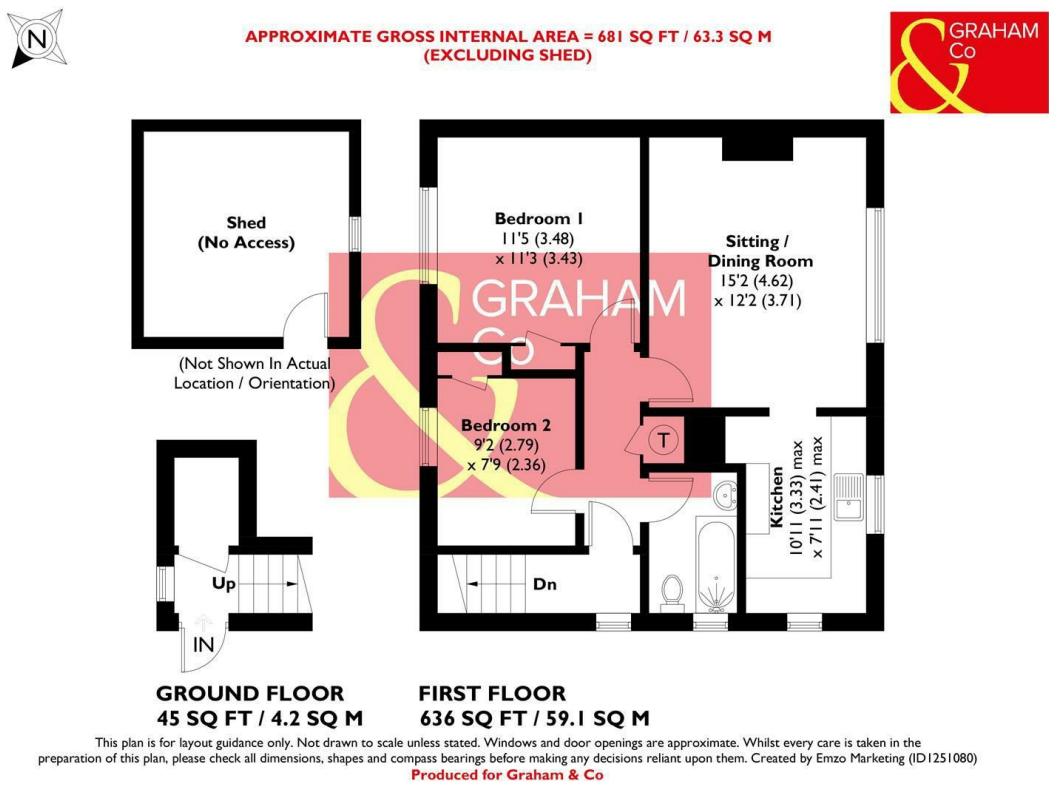 N
APPROXIMATE GROSS INTERNAL AREA = 681 SQ FT / 63.3 SQ M
(EXCLUDING SHED)
&
GRAHAM
Co
Shed
(No Access)
(Not Shown In Actual
Location / Orientation)
Bedroom 1
11'5 (3.48)
x 11'3 (3.43)
Sitting /
Dining Room
15'2 (4.62)
x 12'2 (3.71)
&
GRAHAM
Co
Bedroom 2
9'2 (2.79)
x 7'9 (2.36)
T
Kitchen
10'11 (3.33) max
x 7'11 (2.41) max
Up
Dn
IN
GROUND FLOOR
45 SQ FT / 4.2 SQ M
FIRST FLOOR
636 SQ FT / 59.1 SQ M
This plan is for layout guidance only. Not drawn to scale unless stated. Windows and door openings are approximate. Whilst every care is taken in the
preparation of this plan, please check all dimensions, shapes and compass bearings before making any decisions reliant upon them. Created by Emzo Marketing (ID1251080)
Produced for Graham & Co